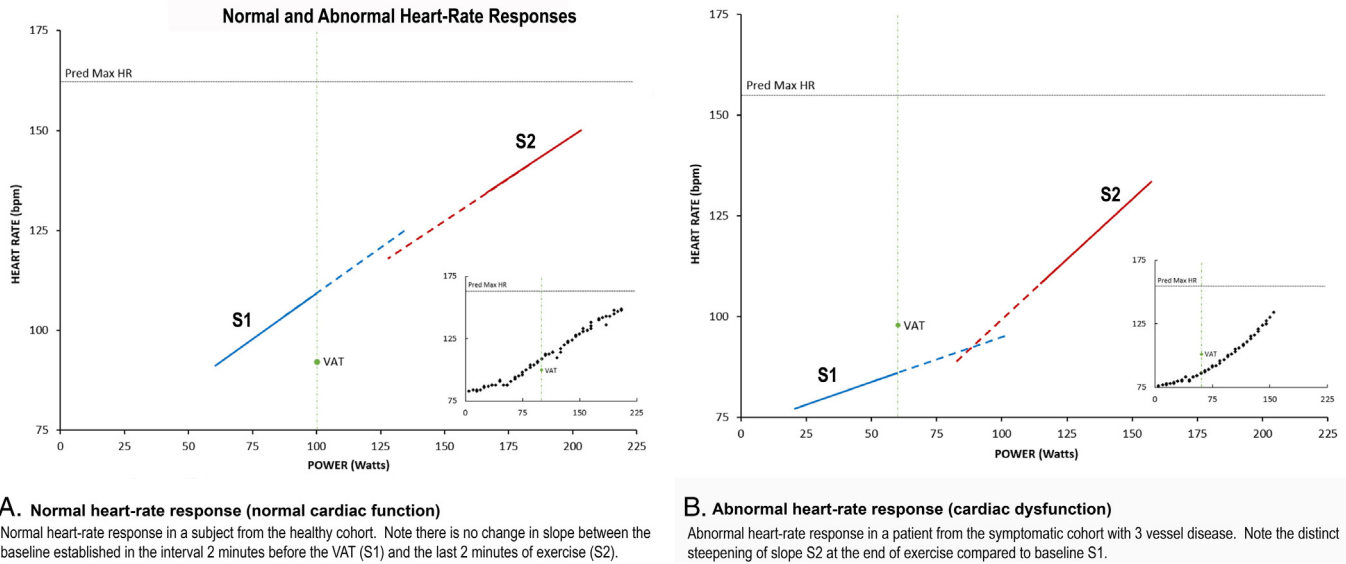 Normal and Abnormal Heart-Rate Responses
175
150
125
100
75
0
25
50
75
100
125
150
175
200
225
HEART RATE (bpm)
POWER (Watts)
Pred Max HR
S1
S2
VAT
175
125
75
0
75
150
225
Pred Max HR
VAT
A. Normal heart-rate response (normal cardiac function)
Normal heart-rate response in a subject from the healthy cohort. Note there is no change in slope between the
baseline established in the interval 2 minutes before the VAT (S1) and the last 2 minutes of exercise (S2).
175
150
125
100
75
0
25
50
75
100
125
150
175
200
225
HEART RATE (bpm)
POWER (Watts)
Pred Max HR
S1
S2
VAT
175
125
75
0
75
150
225
Pred Max HR
VAT
B. Abnormal heart-rate response (cardiac dysfunction)
Abnormal heart-rate response in a patient from the symptomatic cohort with 3 vessel disease. Note the distinct
steepening of slope S2 at the end of exercise compared to baseline S1.